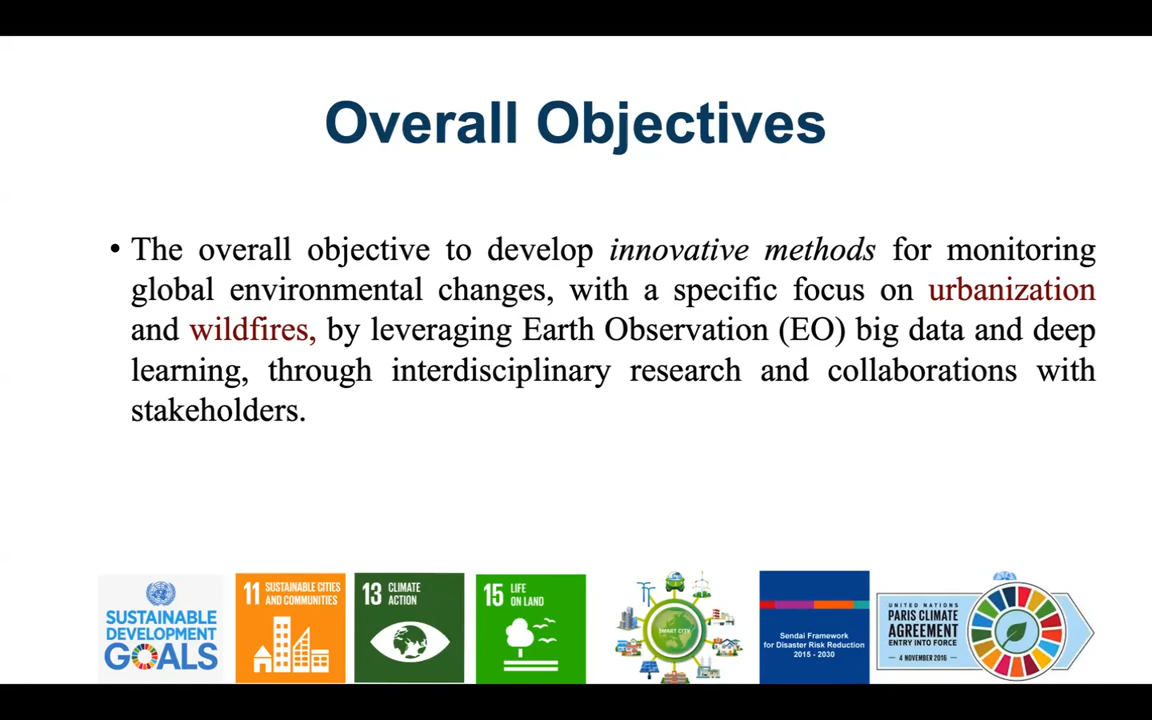 Overall Objectives
• The overall objective to develop innovative methods for monitoring
global environmental changes, with a specific focus on urbanization
and wildfires, by leveraging Earth Observation (EO) big data and deep
learning, through interdisciplinary research and collaborations with
stakeholders.
SUSTAINABLE
DEVELOPMENT
GOALS
11 SUSTAINABLE CITIES
AND COMMUNITIES
13 CLIMATE
ACTION
15 LIFE
ON LAND
SMART CITY
Sendai Framework
for Disaster Risk Reduction
2015 - 2030
UNITED NATIONS
PARIS CLIMATE
AGREEMENT
ENTRY INTO FORCE
4 NOVEMBER 2016